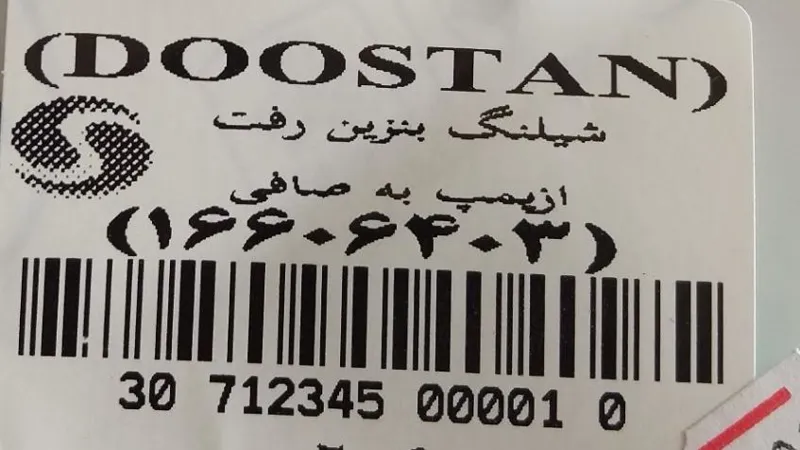 (DOOSTAN)
شیلنگ بنزین رفت
ازپمپ به صافی
(۱۶۶۰۶۴۰۳)
30 712345 00001 0